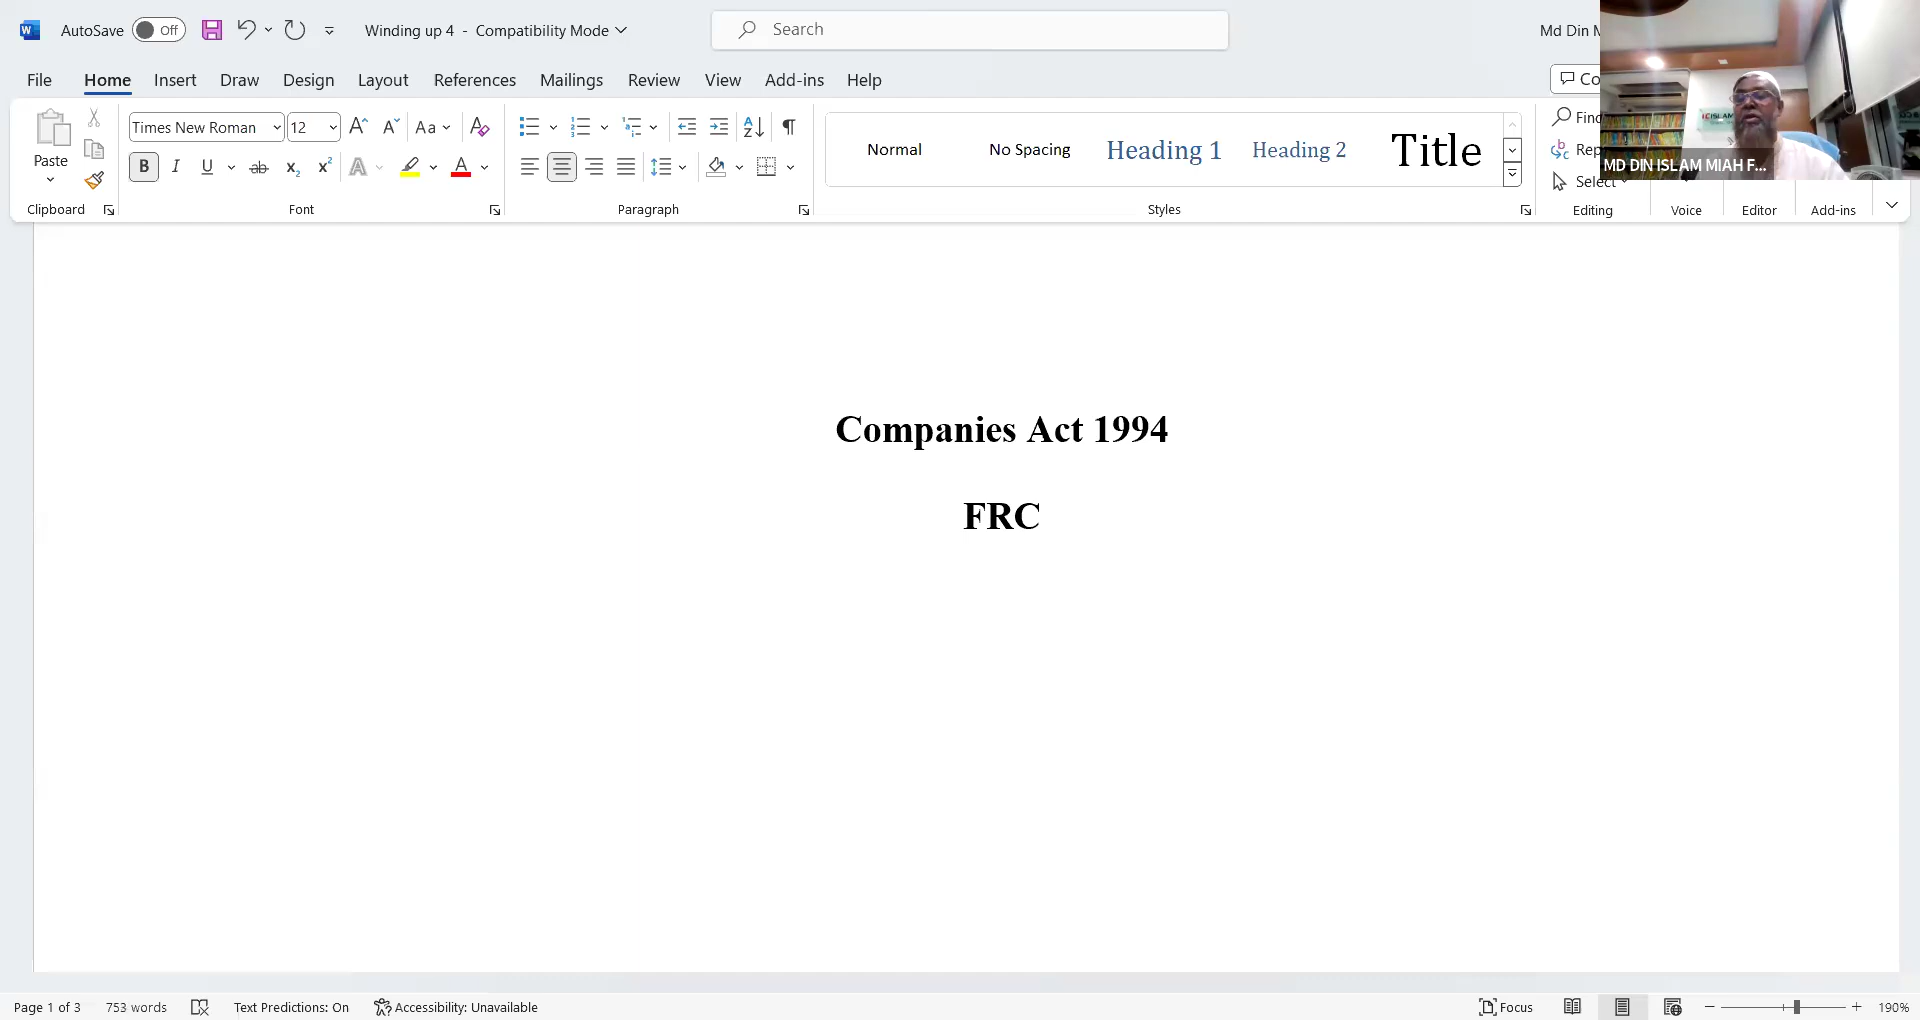 AutoSave Off Winding up 4 - Compatibility Mode Search Md Din M
File Home Insert Draw Design Layout References Mailings Review View Add-ins Help Co
Paste Times New Roman 12 Aa Normal No Spacing Heading 1 Heading 2 Title Find Rep Select
Clipboard Font Paragraph Styles Editing Voice Editor Add-ins
MD DIN ISLAM MIAH F...
Companies Act 1994
FRC
Page 1 of 3 753 words Text Predictions: On Accessibility: Unavailable Focus 190%